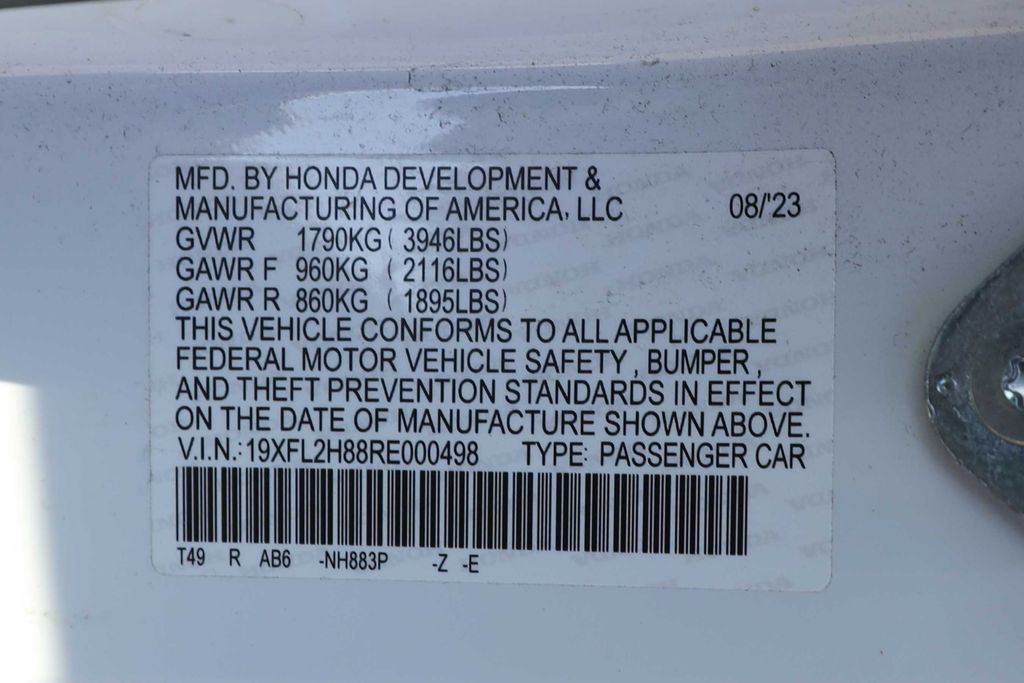 MFD. BY HONDA DEVELOPMENT &
MANUFACTURING OF AMERICA, LLC 08/'23
GVWR 1790KG ( 3946LBS)
GAWR F 960KG ( 2116LBS)
GAWR R 860KG ( 1895LBS)
THIS VEHICLE CONFORMS TO ALL APPLICABLE
FEDERAL MOTOR VEHICLE SAFETY , BUMPER ,
AND THEFT PREVENTION STANDARDS IN EFFECT
ON THE DATE OF MANUFACTURE SHOWN ABOVE.
V.I.N.: 19XFL2H88RE000498 TYPE: PASSENGER CAR
T49 R AB6 -NH883P -Z -E